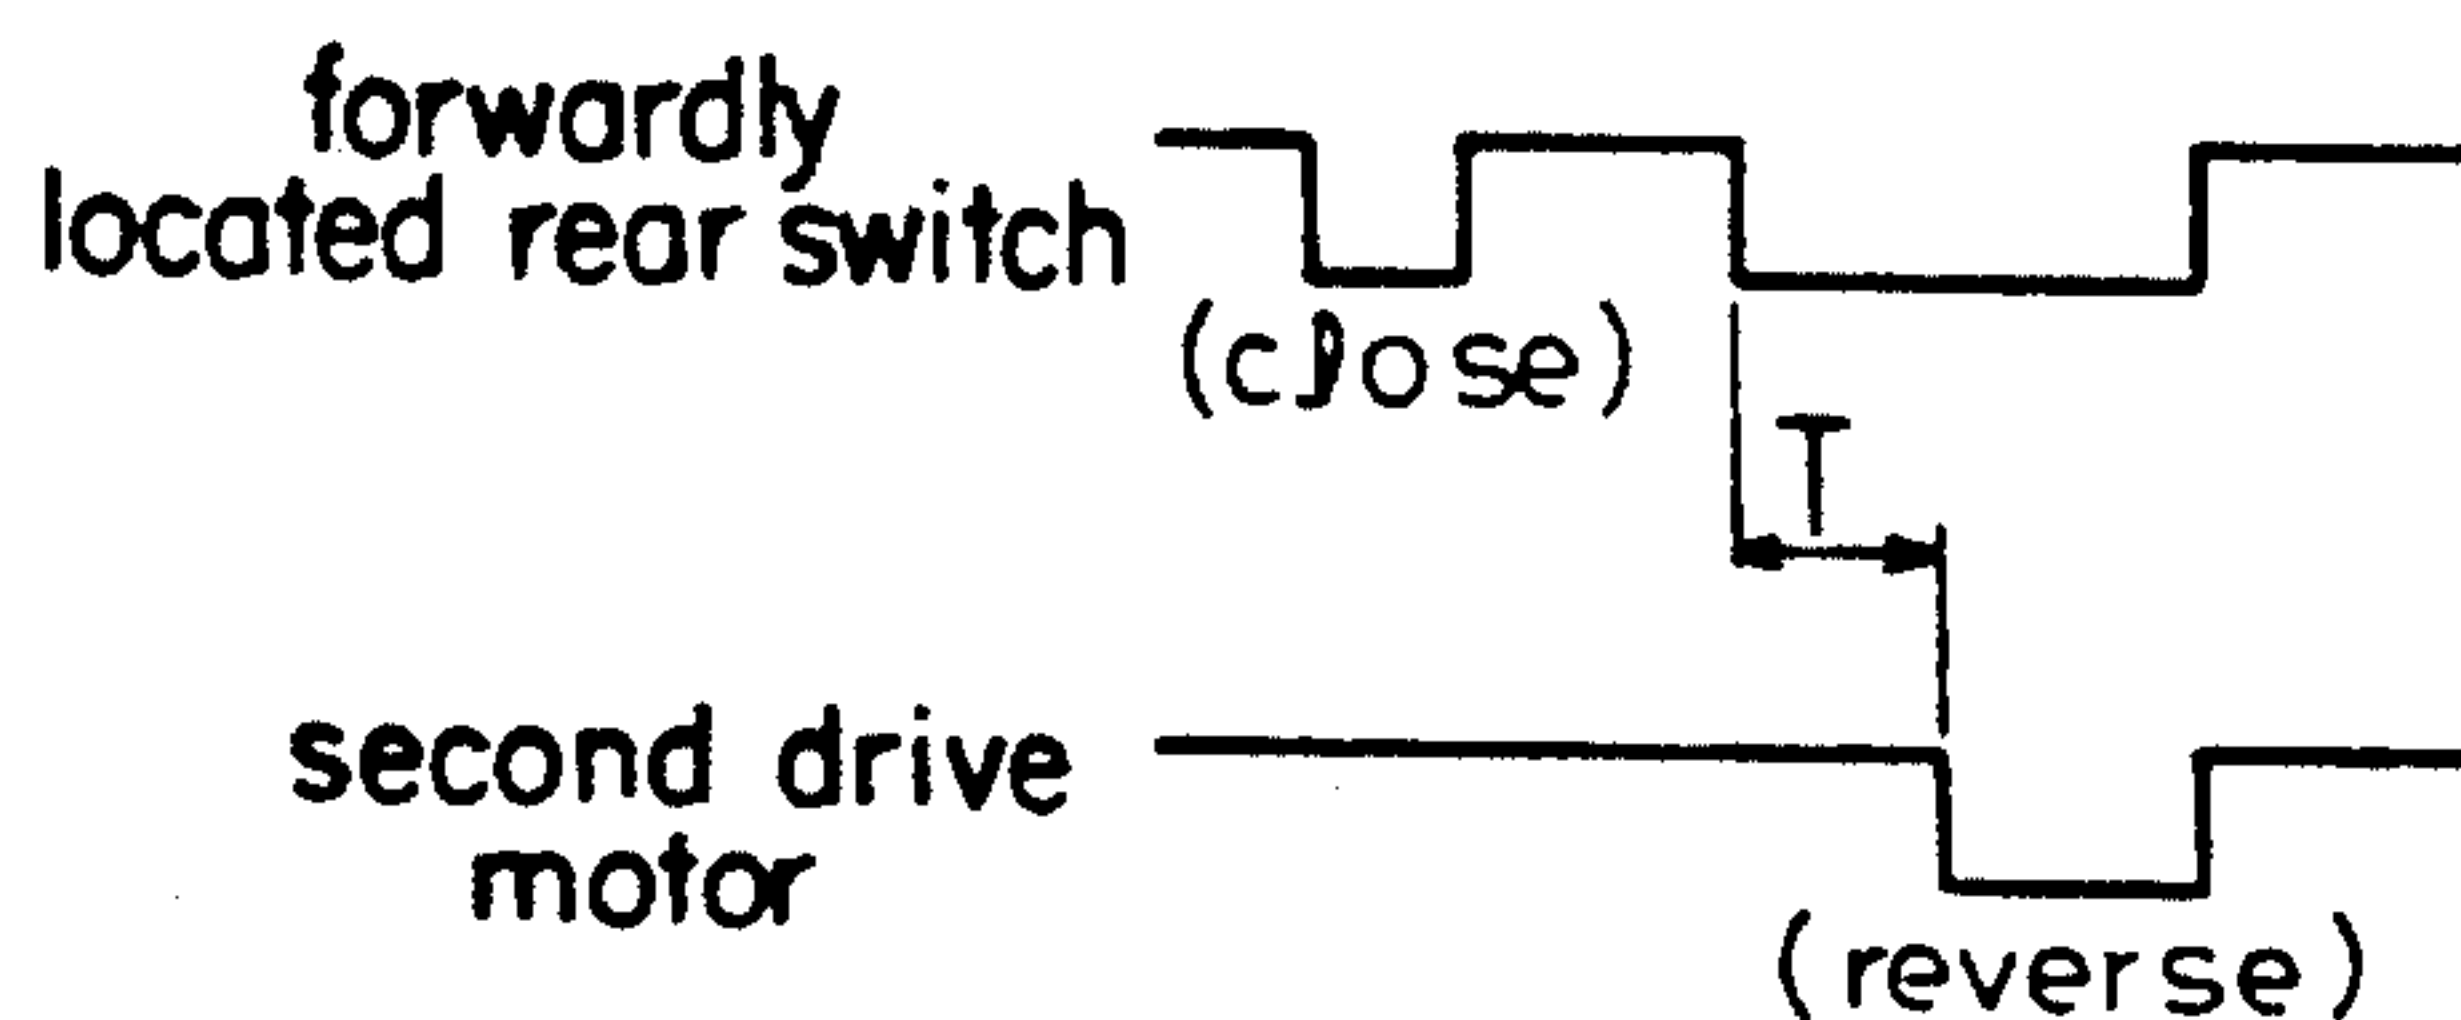 forwardly
located rear switch
(close)
T
second drive
motor
(reverse)